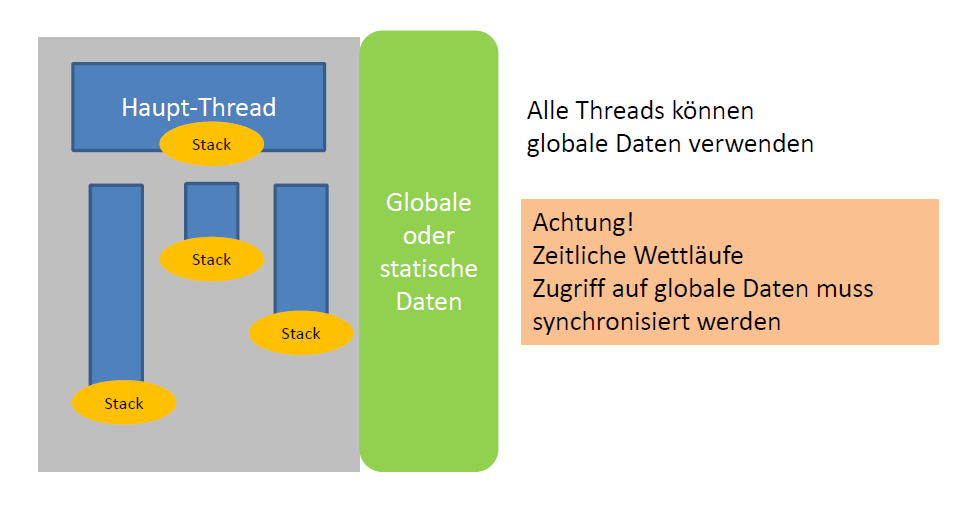 Haupt-Thread
Stack
Stack
Stack
Stack
Globale
oder
statische
Daten
Alle Threads können
globale Daten verwenden
Achtung!
Zeitliche Wettläufe
Zugriff auf globale Daten muss
synchronisiert werden